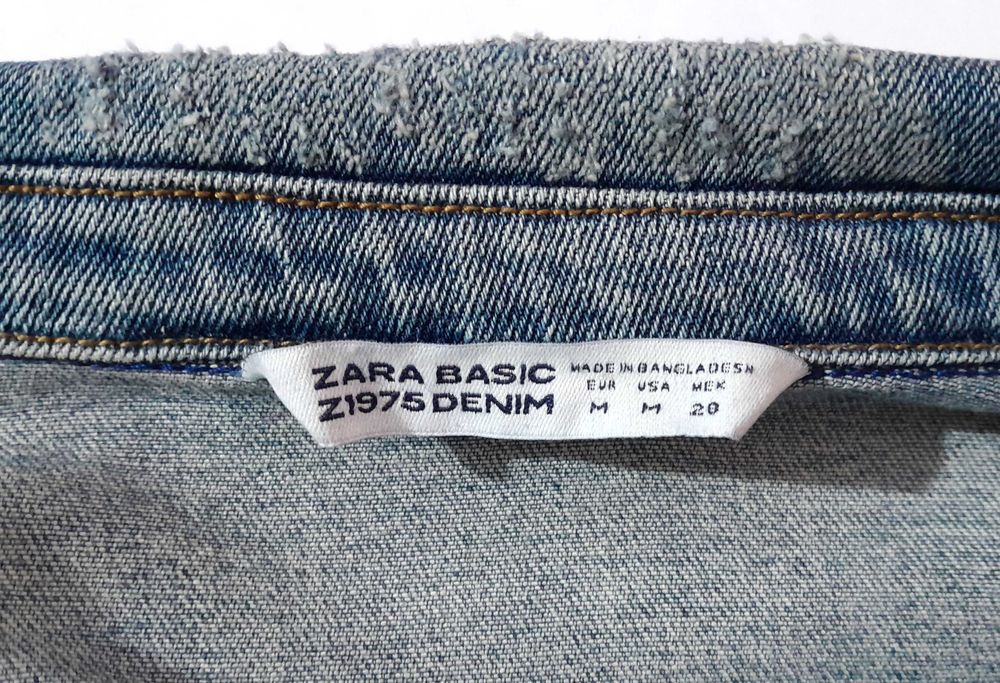 ZARA BASIC
Z1975 DENIM
MADE IN BANGLADESH
EUR USA MEX
M M 28